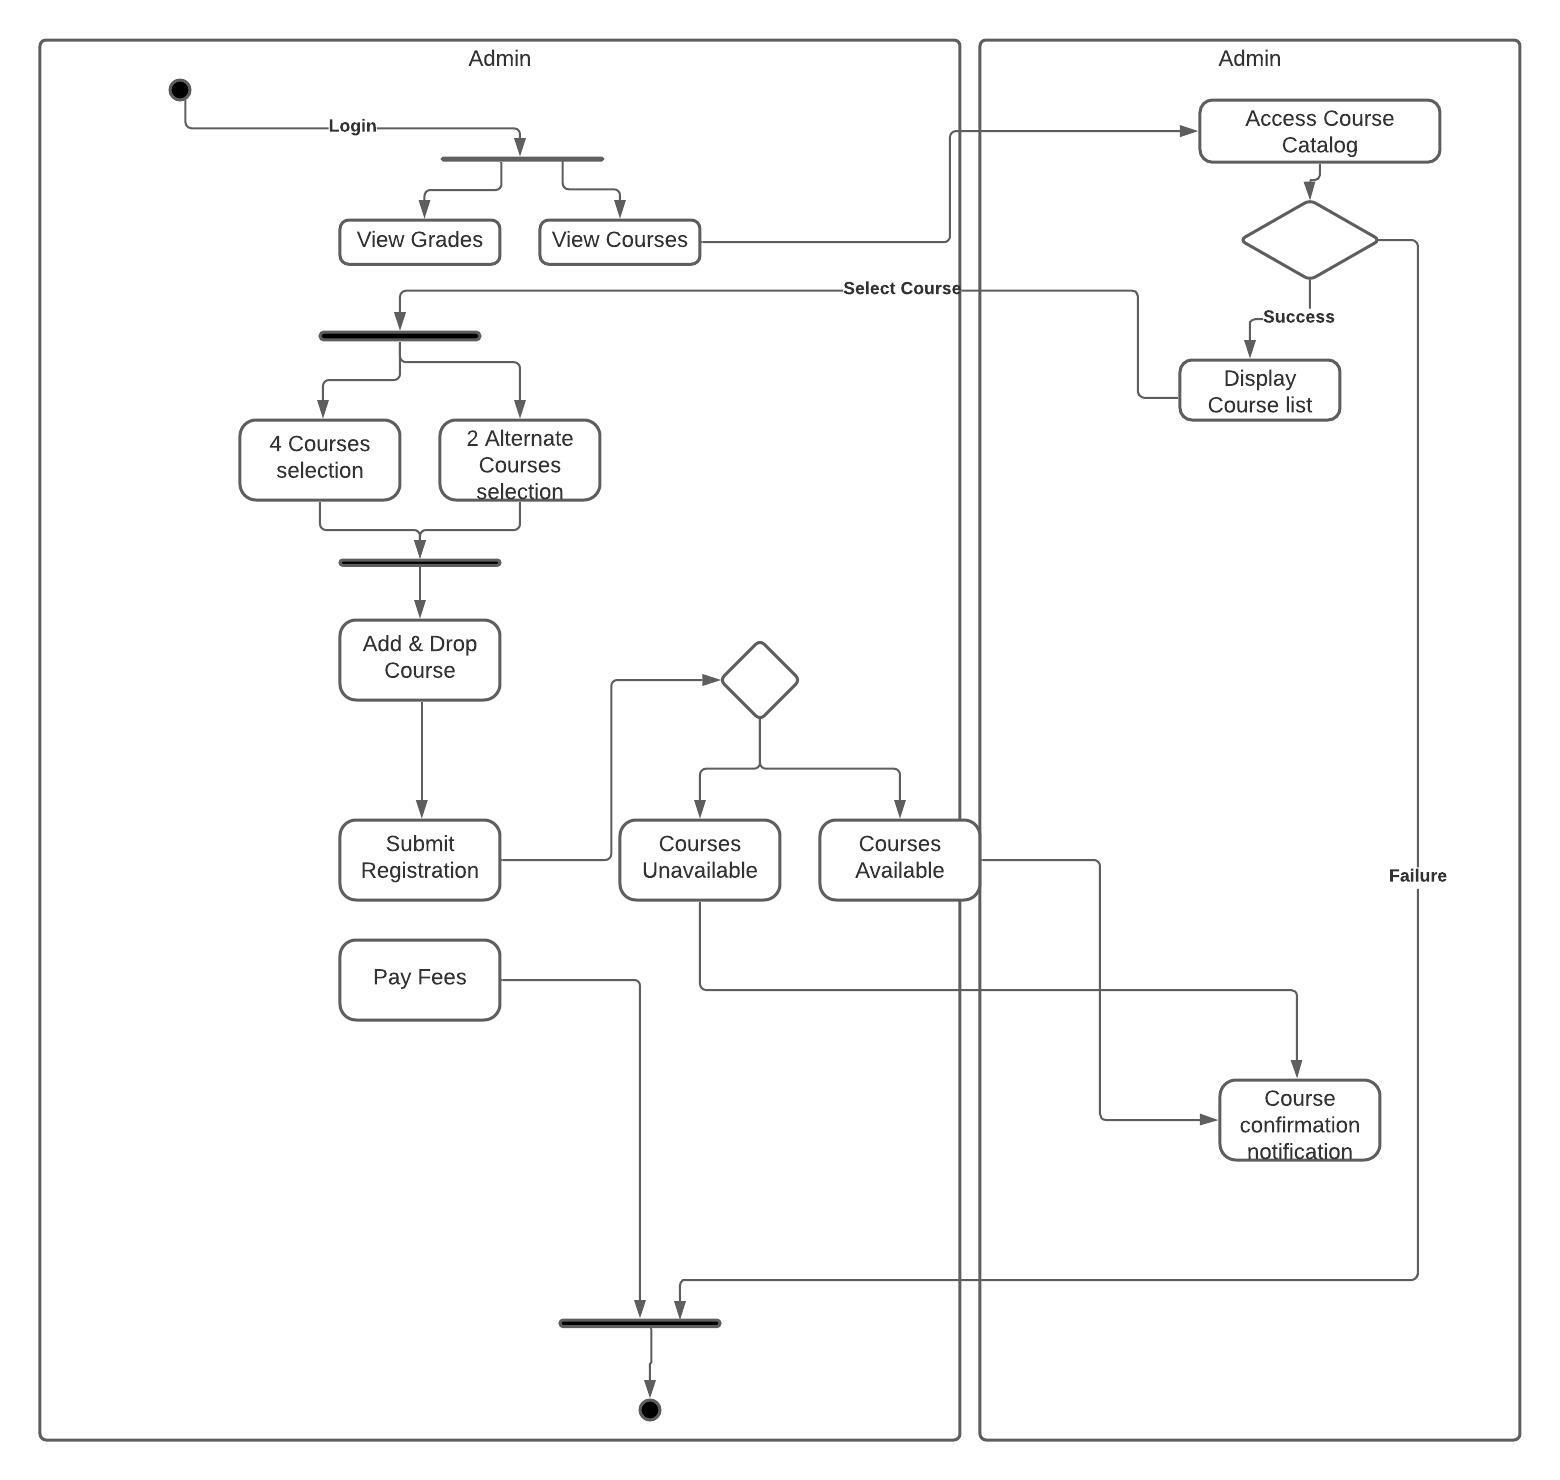 Admin
Admin
Login
Access Course
Catalog
View Grades
View Courses
Select Course
Success
Display
Course list
4 Courses
selection
2 Alternate
Courses
selection
Add & Drop
Course
Submit
Registration
Courses
Unavailable
Courses
Available
Failure
Pay Fees
Course
confirmation
notification